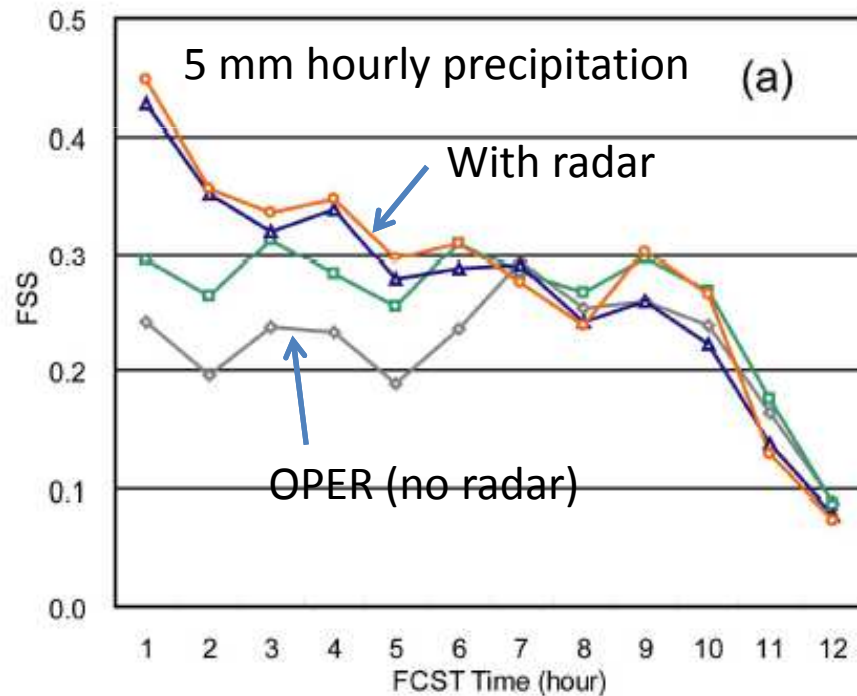 5 mm hourly precipitation
(a)
With radar
OPER (no radar)
FSS
0.5
0.4
0.3
0.2
0.1
0.0
1 2 3 4 5 6 7 8 9 10 11 12
FCST Time (hour)